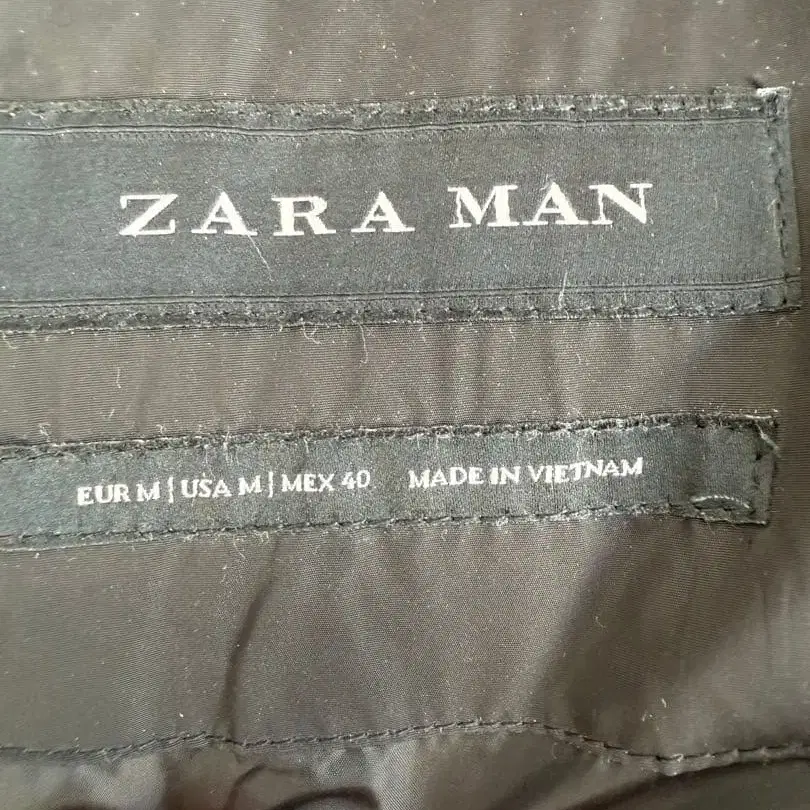 ZARA MAN
EUR M | USA M | MEX 40 MADE IN VIETNAM